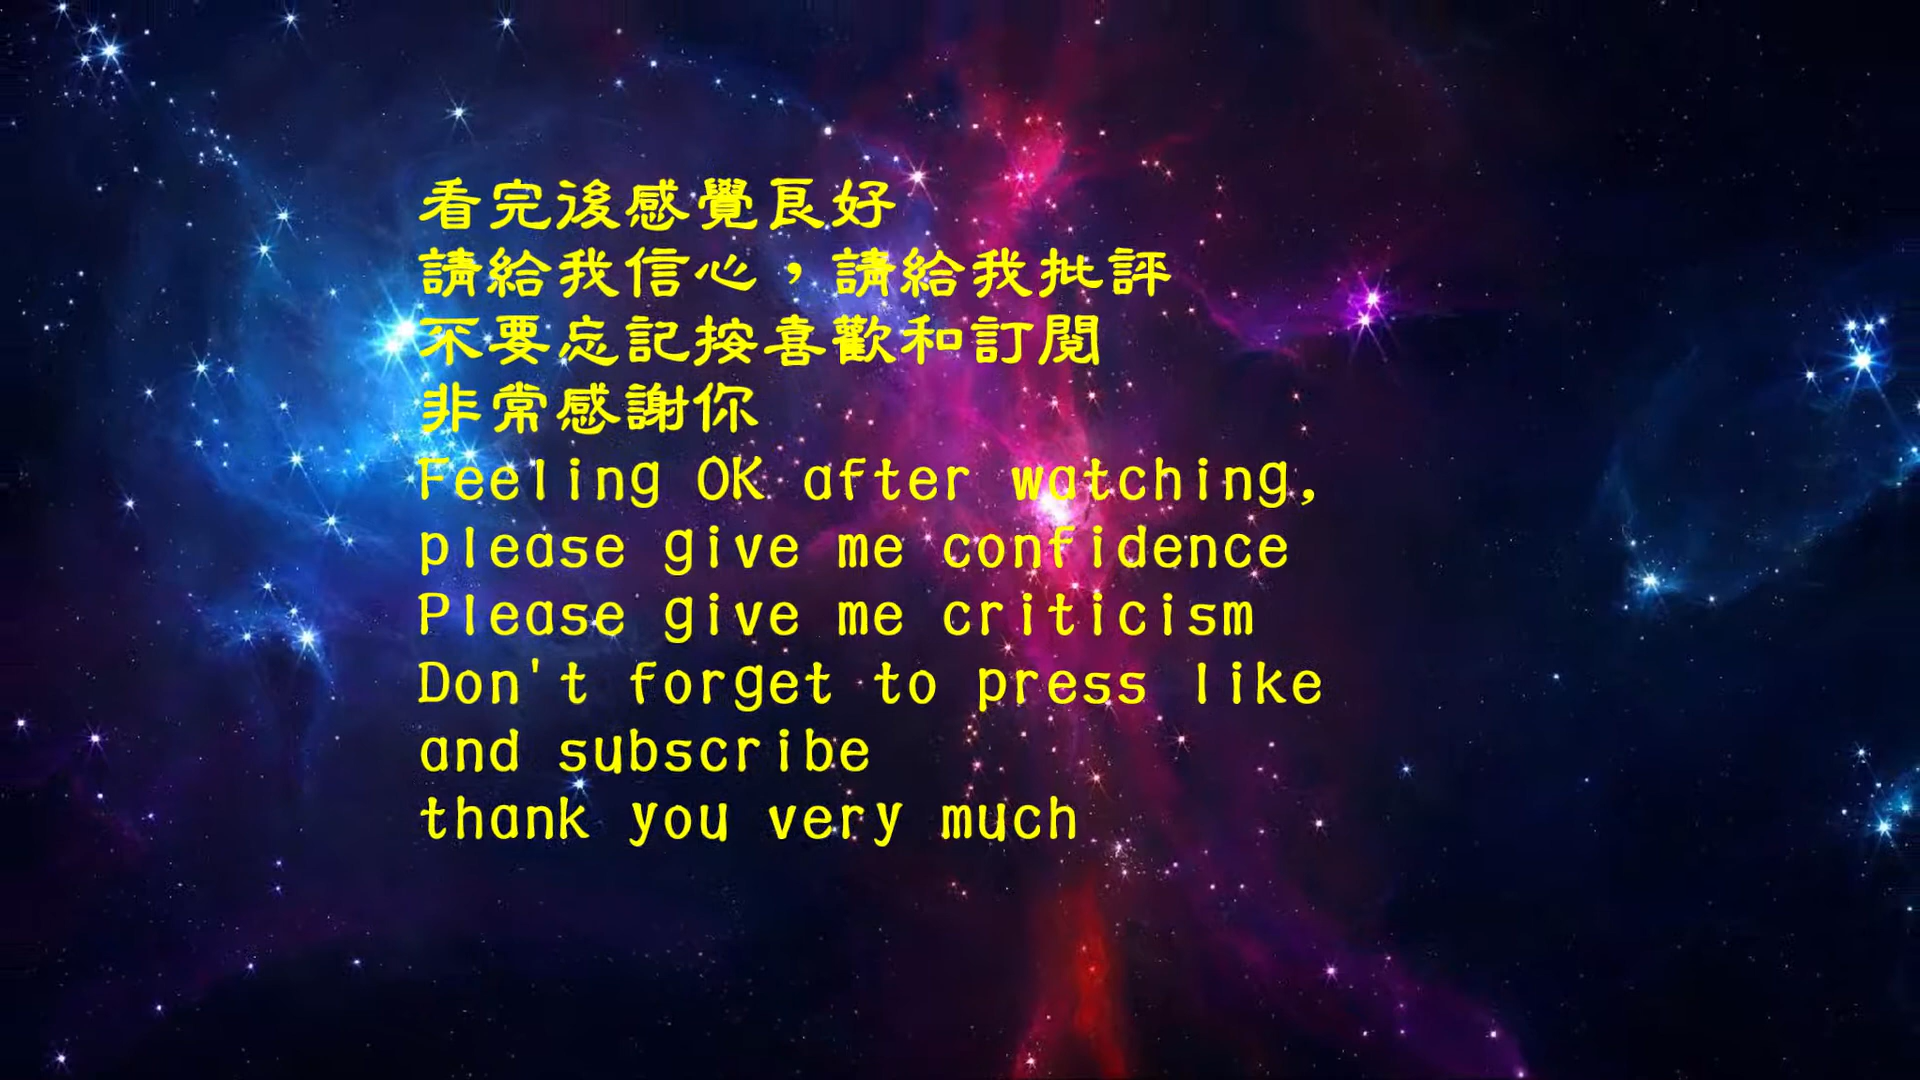 看完後感覺良好
請給我信心，請給我批評
不要忘記按喜歡和訂閱
非常感謝你
Feeling OK after watching,
please give me confidence
Please give me criticism
Don't forget to press like
and subscribe
thank you very much